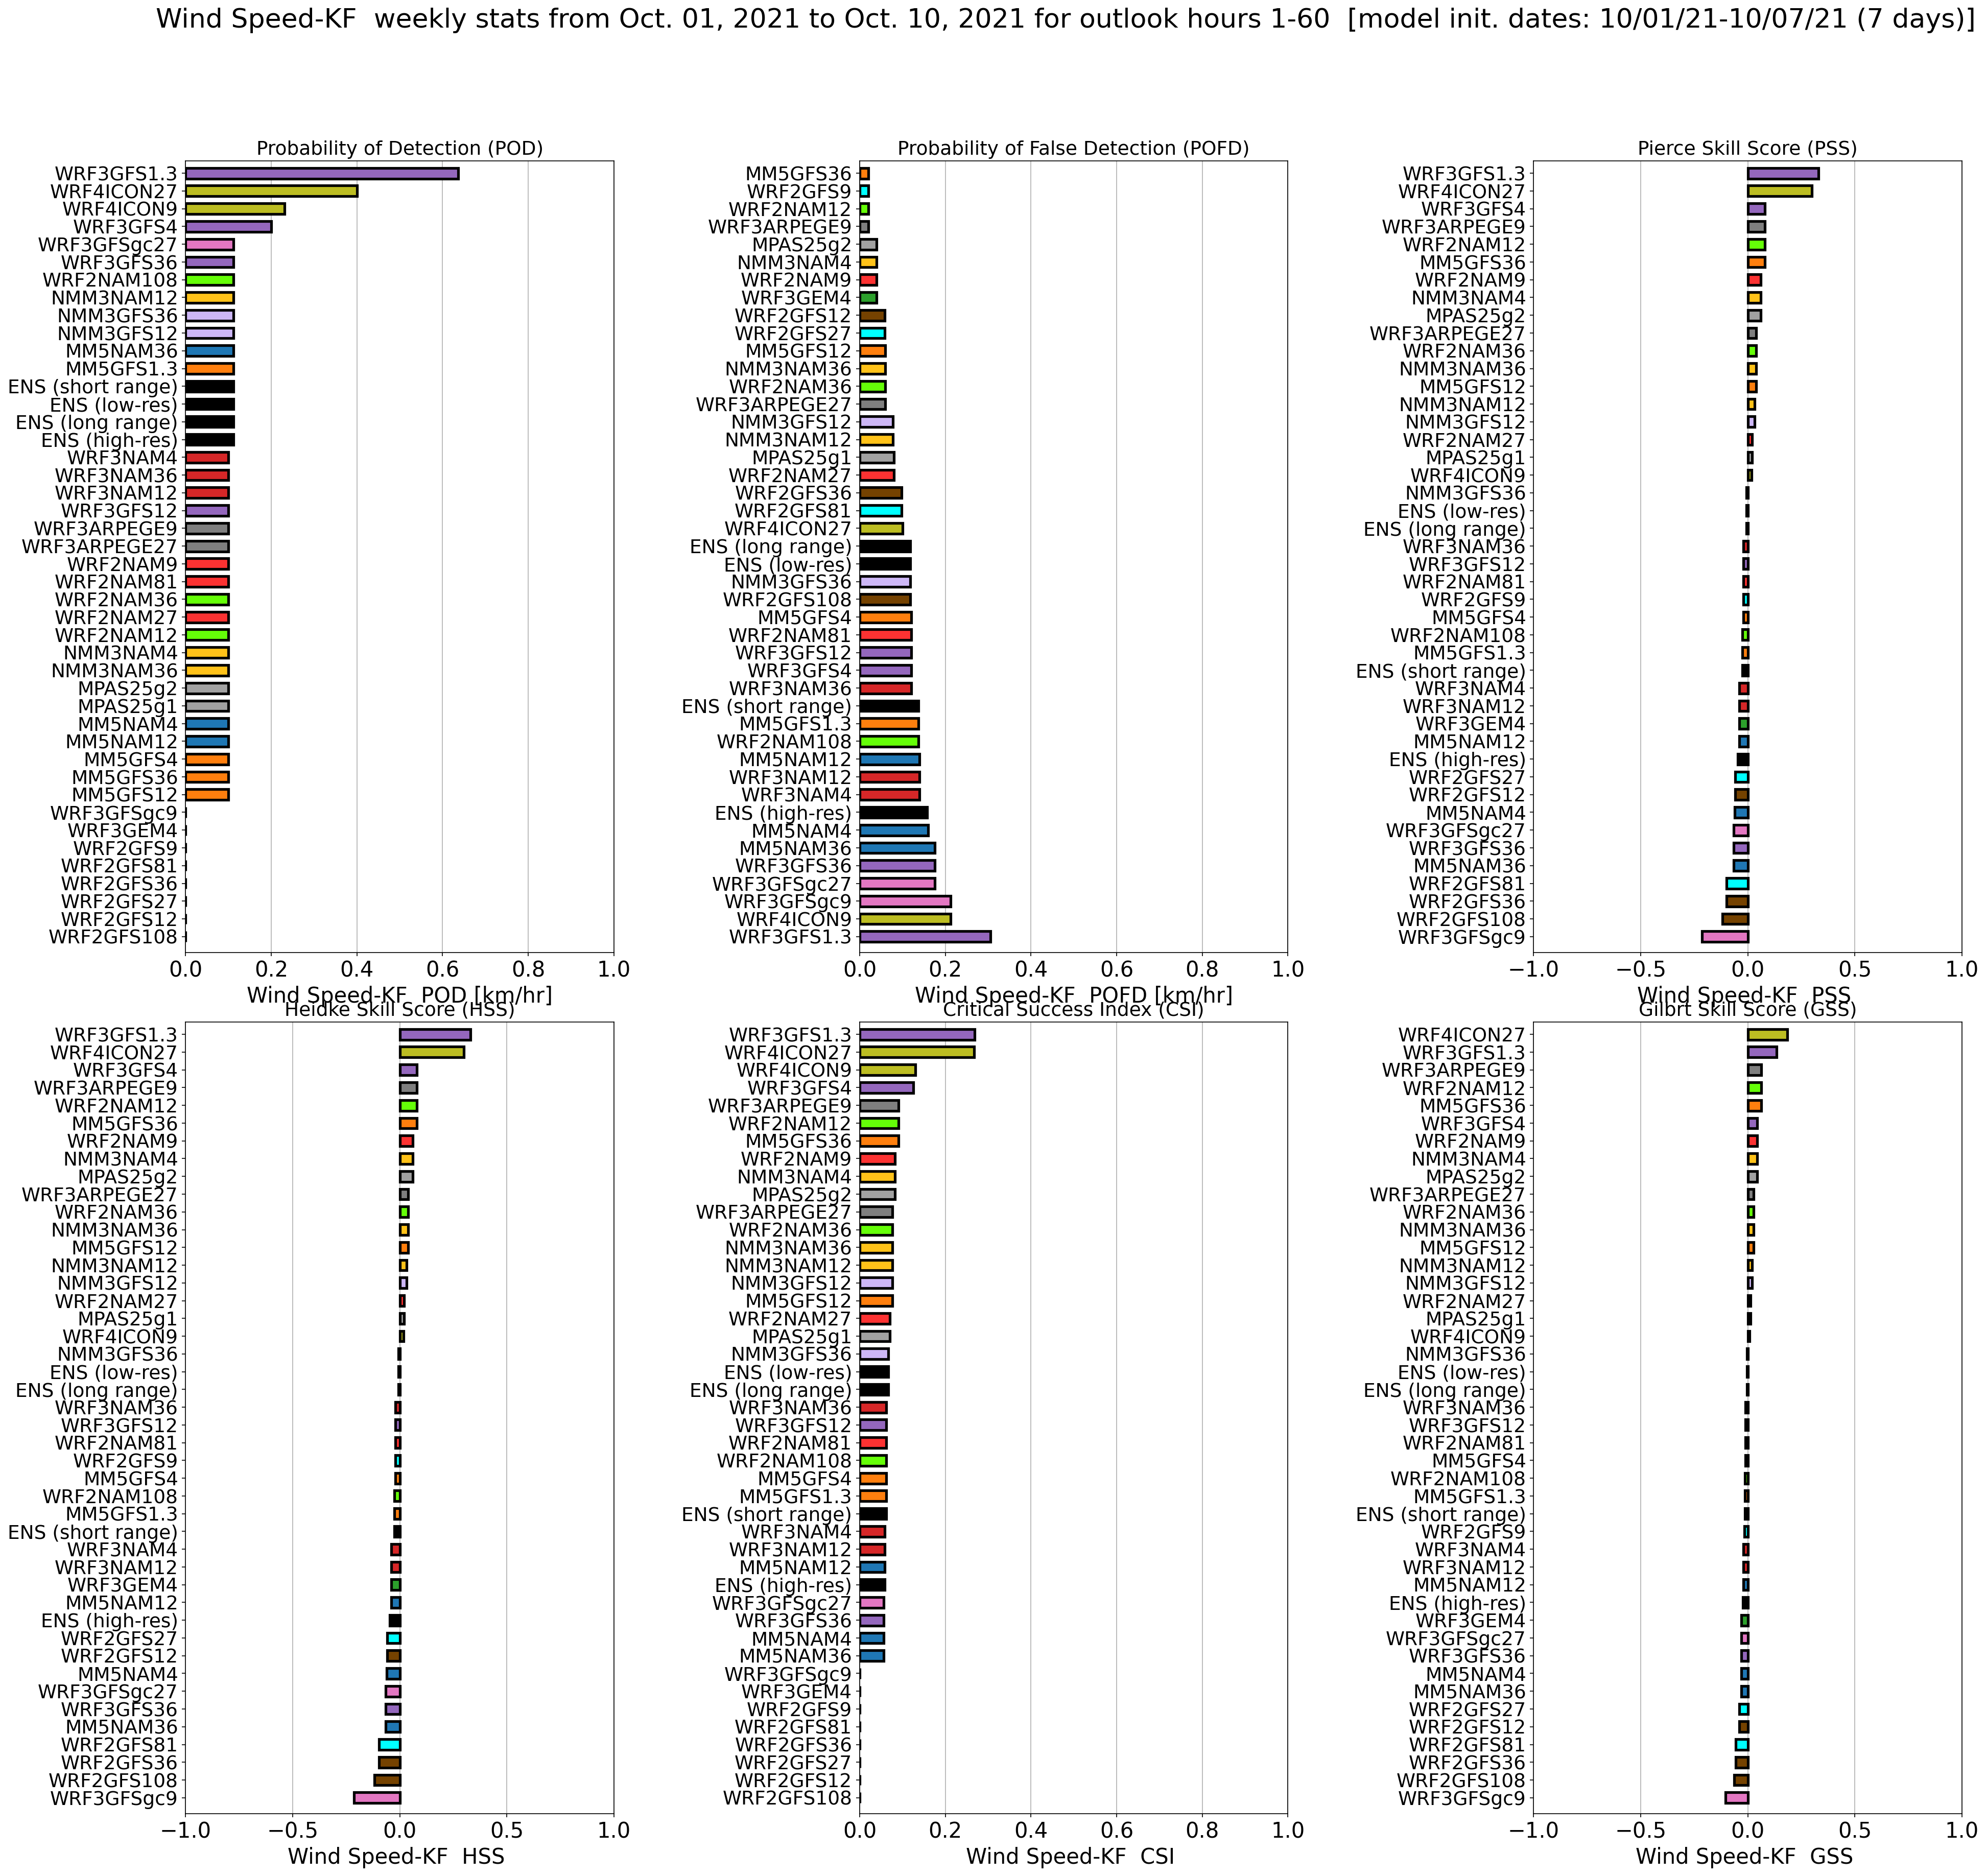 Wind Speed-KF  weekly stats from Oct. 01, 2021 to Oct. 10, 2021 for outlook hours 1-60  [model init. dates: 10/01/21-10/07/21 (7 days)]
Probability of Detection (POD)
WRF3GFS1.3
WRF4ICON27
WRF4ICON9
WRF3GFS4
WRF3GFSgc27
WRF3GFS36
WRF2NAM108
NMM3NAM12
NMM3GFS36
NMM3GFS12
MM5NAM36
MM5GFS1.3
ENS (short range)
ENS (low-res)
ENS (long range)
ENS (high-res)
WRF3NAM4
WRF3NAM36
WRF3NAM12
WRF3GFS12
WRF3ARPEGE9
WRF3ARPEGE27
WRF2NAM9
WRF2NAM81
WRF2NAM36
WRF2NAM27
WRF2NAM12
NMM3NAM4
NMM3NAM36
MPAS25g2
MPAS25g1
MM5NAM4
MM5NAM12
MM5GFS4
MM5GFS36
MM5GFS12
WRF3GFSgc9
WRF3GEM4
WRF2GFS9
WRF2GFS81
WRF2GFS36
WRF2GFS27
WRF2GFS12
WRF2GFS108
0.0 0.2 0.4 0.6 0.8 1.0
Wind Speed-KF  POD [km/hr]
Probability of False Detection (POFD)
MM5GFS36
WRF2GFS9
WRF2NAM12
WRF3ARPEGE9
MPAS25g2
NMM3NAM4
WRF2NAM9
WRF3GEM4
WRF2GFS12
WRF2GFS27
MM5GFS12
NMM3NAM36
WRF2NAM36
WRF3ARPEGE27
NMM3GFS12
NMM3NAM12
MPAS25g1
WRF2NAM27
WRF2GFS36
WRF2GFS81
WRF4ICON27
ENS (long range)
ENS (low-res)
NMM3GFS36
WRF2GFS108
MM5GFS4
WRF2NAM81
WRF3GFS12
WRF3GFS4
WRF3NAM36
ENS (short range)
MM5GFS1.3
WRF2NAM108
MM5NAM12
WRF3NAM12
WRF3NAM4
ENS (high-res)
MM5NAM4
MM5NAM36
WRF3GFS36
WRF3GFSgc27
WRF3GFSgc9
WRF4ICON9
WRF3GFS1.3
0.0 0.2 0.4 0.6 0.8 1.0
Wind Speed-KF  POFD [km/hr]
Pierce Skill Score (PSS)
WRF3GFS1.3
WRF4ICON27
WRF3GFS4
WRF3ARPEGE9
WRF2NAM12
MM5GFS36
WRF2NAM9
NMM3NAM4
MPAS25g2
WRF3ARPEGE27
WRF2NAM36
NMM3NAM36
MM5GFS12
NMM3NAM12
NMM3GFS12
WRF2NAM27
MPAS25g1
WRF4ICON9
NMM3GFS36
ENS (low-res)
ENS (long range)
WRF3NAM36
WRF3GFS12
WRF2NAM81
WRF2GFS9
MM5GFS4
WRF2NAM108
MM5GFS1.3
ENS (short range)
WRF3NAM4
WRF3NAM12
WRF3GEM4
MM5NAM12
ENS (high-res)
WRF2GFS27
WRF2GFS12
MM5NAM4
WRF3GFSgc27
WRF3GFS36
MM5NAM36
WRF2GFS81
WRF2GFS36
WRF2GFS108
WRF3GFSgc9
−1.0 −0.5 0.0 0.5 1.0
Wind Speed-KF  PSS
Heidke Skill Score (HSS)
WRF3GFS1.3
WRF4ICON27
WRF3GFS4
WRF3ARPEGE9
WRF2NAM12
MM5GFS36
WRF2NAM9
NMM3NAM4
MPAS25g2
WRF3ARPEGE27
WRF2NAM36
NMM3NAM36
MM5GFS12
NMM3NAM12
NMM3GFS12
WRF2NAM27
MPAS25g1
WRF4ICON9
NMM3GFS36
ENS (low-res)
ENS (long range)
WRF3NAM36
WRF3GFS12
WRF2NAM81
WRF2GFS9
MM5GFS4
WRF2NAM108
MM5GFS1.3
ENS (short range)
WRF3NAM4
WRF3NAM12
WRF3GEM4
MM5NAM12
ENS (high-res)
WRF2GFS27
WRF2GFS12
MM5NAM4
WRF3GFSgc27
WRF3GFS36
MM5NAM36
WRF2GFS81
WRF2GFS36
WRF2GFS108
WRF3GFSgc9
−1.0 −0.5 0.0 0.5 1.0
Wind Speed-KF  HSS
Critical Success Index (CSI)
WRF3GFS1.3
WRF4ICON27
WRF4ICON9
WRF3GFS4
WRF3ARPEGE9
WRF2NAM12
MM5GFS36
WRF2NAM9
NMM3NAM4
MPAS25g2
WRF3ARPEGE27
WRF2NAM36
NMM3NAM36
NMM3NAM12
NMM3GFS12
MM5GFS12
WRF2NAM27
MPAS25g1
NMM3GFS36
ENS (low-res)
ENS (long range)
WRF3NAM36
WRF3GFS12
WRF2NAM81
WRF2NAM108
MM5GFS4
MM5GFS1.3
ENS (short range)
WRF3NAM4
WRF3NAM12
MM5NAM12
ENS (high-res)
WRF3GFSgc27
WRF3GFS36
MM5NAM4
MM5NAM36
WRF3GFSgc9
WRF3GEM4
WRF2GFS9
WRF2GFS81
WRF2GFS36
WRF2GFS27
WRF2GFS12
WRF2GFS108
0.0 0.2 0.4 0.6 0.8 1.0
Wind Speed-KF  CSI
Gilbrt Skill Score (GSS)
WRF4ICON27
WRF3GFS1.3
WRF3ARPEGE9
WRF2NAM12
MM5GFS36
WRF3GFS4
WRF2NAM9
NMM3NAM4
MPAS25g2
WRF3ARPEGE27
WRF2NAM36
NMM3NAM36
MM5GFS12
NMM3NAM12
NMM3GFS12
WRF2NAM27
MPAS25g1
WRF4ICON9
NMM3GFS36
ENS (low-res)
ENS (long range)
WRF3NAM36
WRF3GFS12
WRF2NAM81
MM5GFS4
WRF2NAM108
MM5GFS1.3
ENS (short range)
WRF2GFS9
WRF3NAM4
WRF3NAM12
MM5NAM12
ENS (high-res)
WRF3GEM4
WRF3GFSgc27
WRF3GFS36
MM5NAM4
MM5NAM36
WRF2GFS27
WRF2GFS12
WRF2GFS81
WRF2GFS36
WRF2GFS108
WRF3GFSgc9
−1.0 −0.5 0.0 0.5 1.0
Wind Speed-KF  GSS